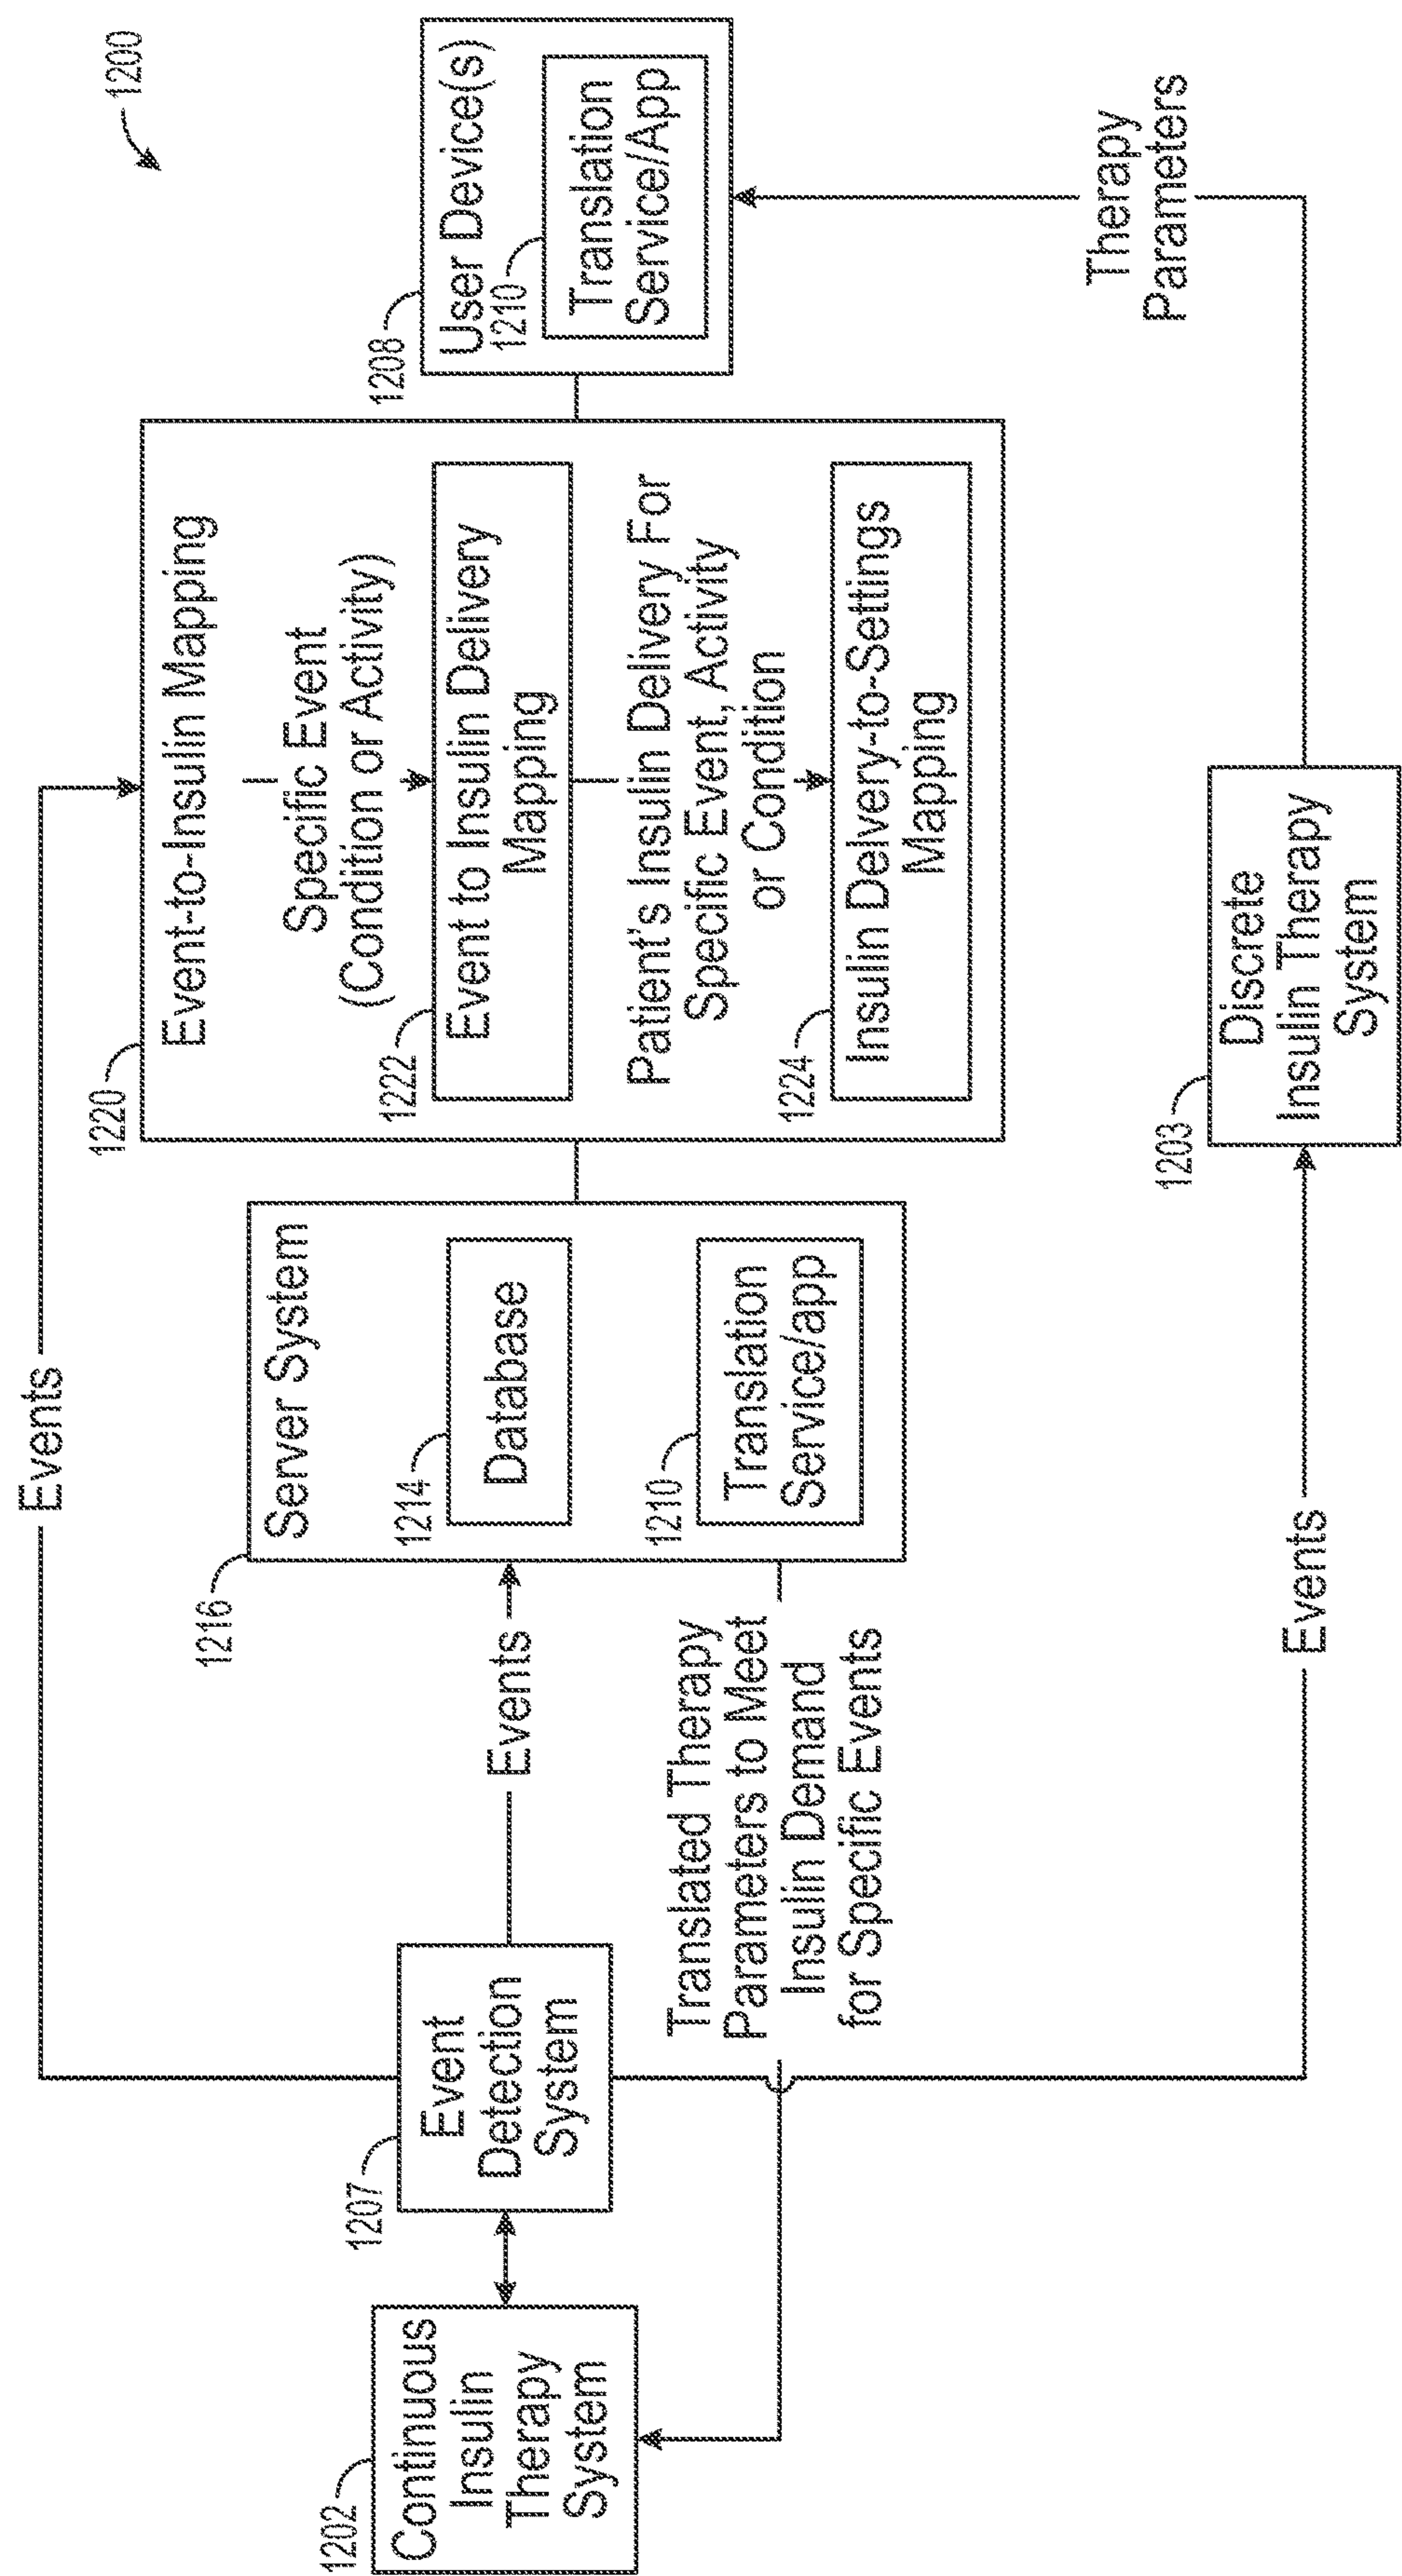 1200
Events
1220
Event-to-Insulin Mapping
Specific Event
(Condition or Activity)
1222
Event to Insulin Delivery
Mapping
Patient's Insulin Delivery For
Specific Event, Activity
or Condition
1224
Insulin Delvery-to-Settings
Mapping
1216
Server System
1214
Database
1210
Translation
Service/app
1208
User Device(s)
1210
Translation
Service/App
1202
Continuous
Insulin
Therapy
System
1207
Event
Detection
System
Events
Translated Therapy
Parameters to Meet
Insulin Demand
for Specific Events
Events
1203
Discrete
Insulin Therapy
System
Therapy
Parameters